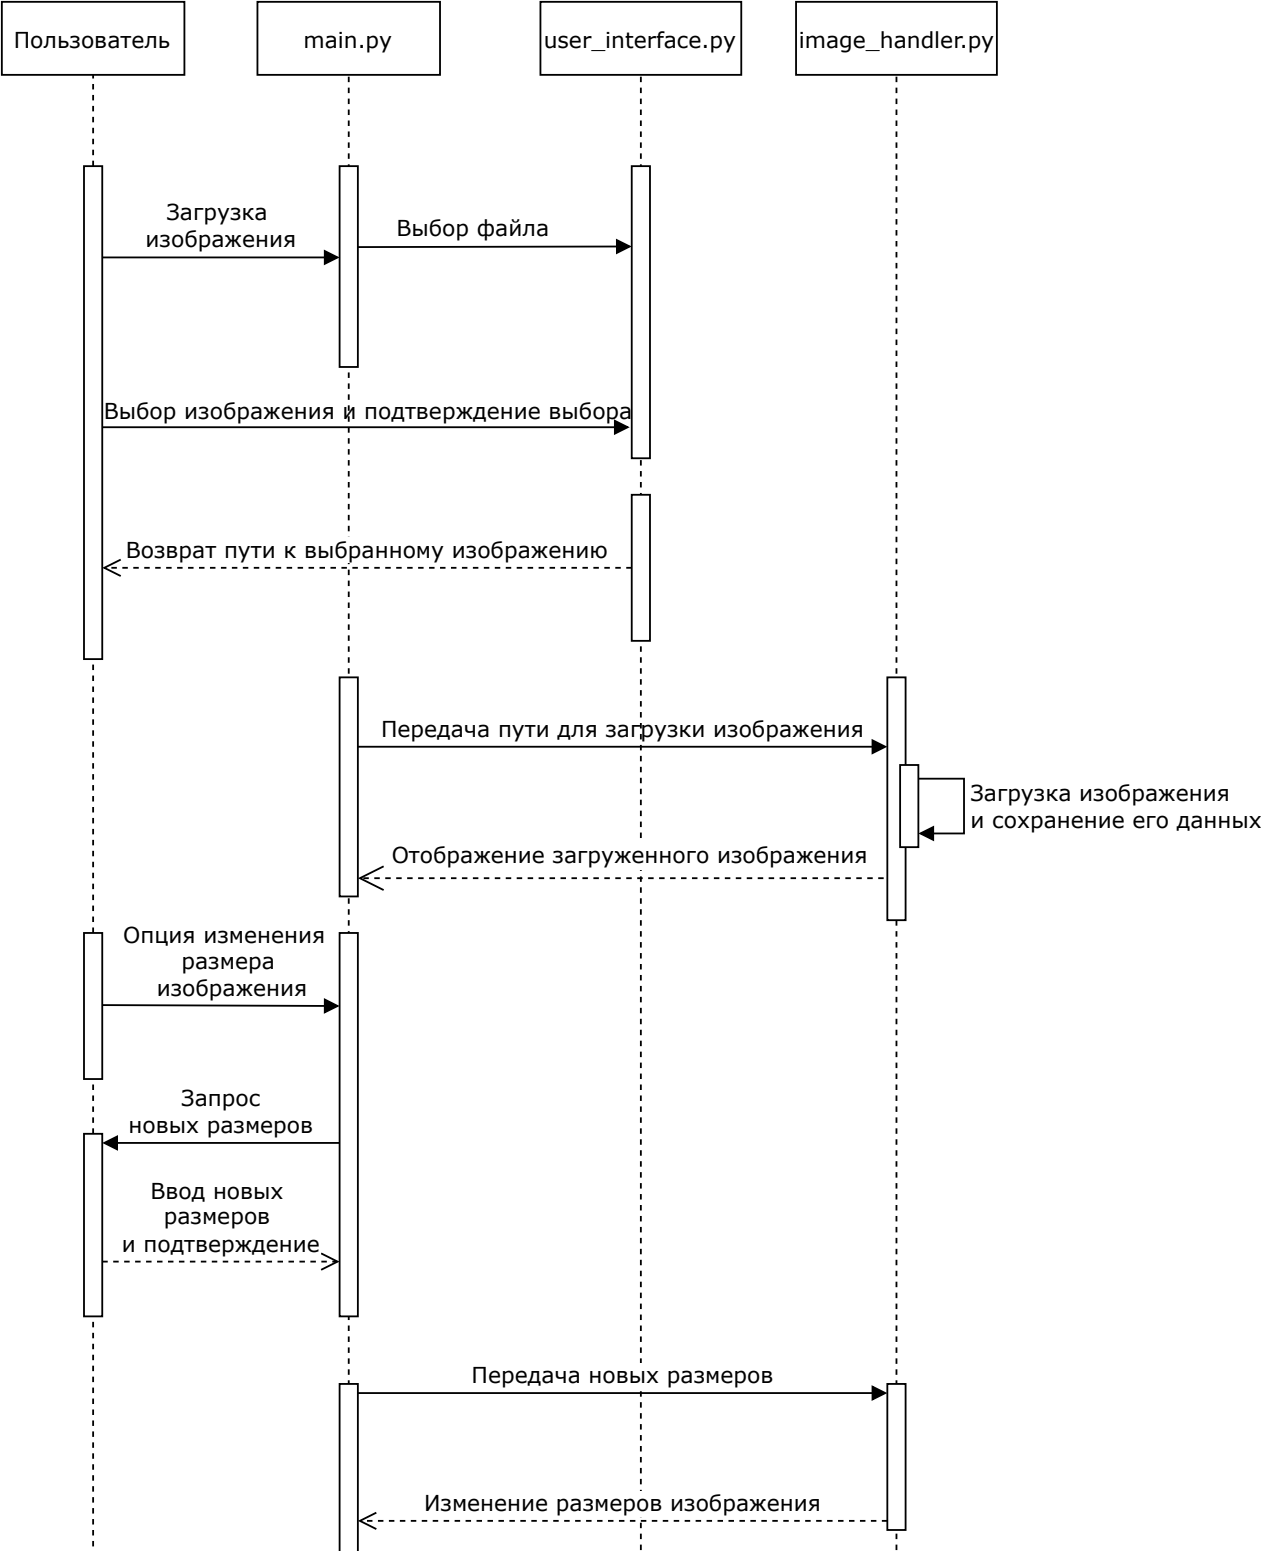 Пользователь
main.py
user_interface.py
image_handler.py
Загрузка
изображения
Выбор файла
Выбор изображения и подтверждение выбора
Возврат пути к выбранному изображению
Передача пути для загрузки изображения
Загрузка изображения
и сохранение его данных
Отображение загруженного изображения
Опция изменения
размера
изображения
Запрос
новых размеров
Ввод новых
размеров
и подтверждение
Передача новых размеров
Изменение размеров изображения